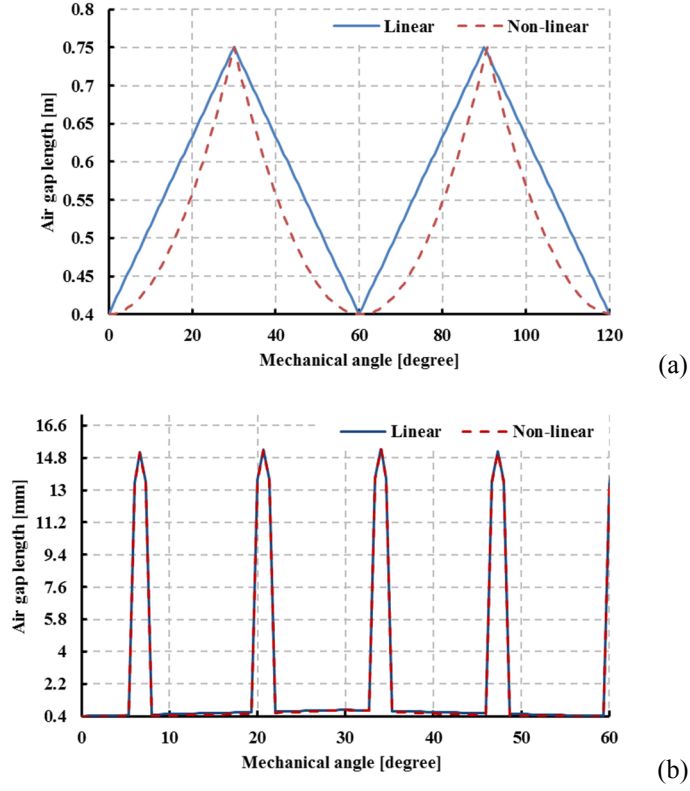 0.8
Linear
Non-linear
0.75
0.7
0.65
0.6
0.55
0.5
0.45
0.4
Air gap length [m]
0 20 40 60 80 100 120
Mechanical angle [degree]
(a)
16.6
Linear
Non-linear
14.8
13
11.2
9.4
7.6
5.8
4
2.2
0.4
Air gap length [mm]
0 10 20 30 40 50 60
Mechanical angle [degree]
(b)